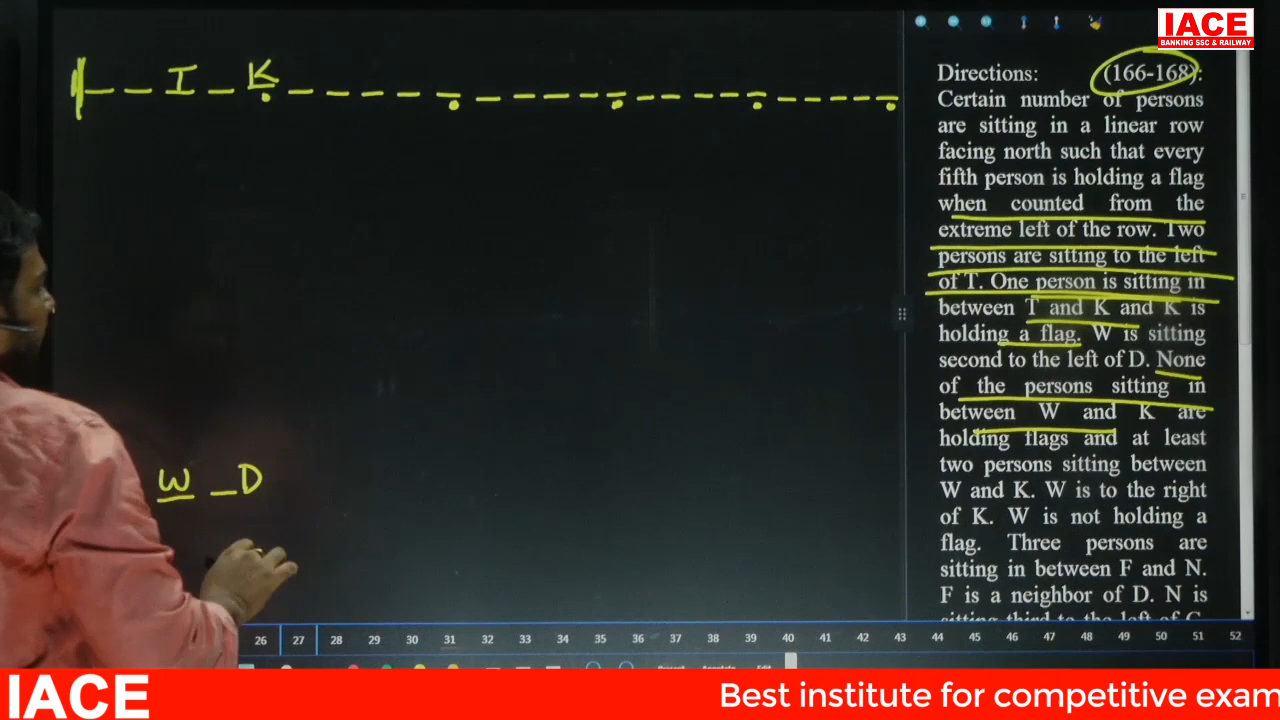 IACE
BANKING SSC & RAILWAY
Directions: (166-168):
Certain number of persons
are sitting in a linear row
facing north such that every
fifth person is holding a flag
when counted from the
extreme left of the row. Two
persons are sitting to the left
of T. One person is sitting in
between T and K and K is
holding a flag. W is sitting
second to the left of D. None
of the persons sitting in
between W and K are
holding flags and at least
two persons sitting between
W and K. W is to the right
of K. W is not holding a
flag. Three persons are
sitting in between F and N.
F is a neighbor of D. N is
sitting third to the left of G.
I K
W D
26 27 28 29 30 31 32 33 34 35 36 37 38 39 40 41 42 43 44 45 46 47 48 49 50 51 52
IACE
Best institute for competitive exam